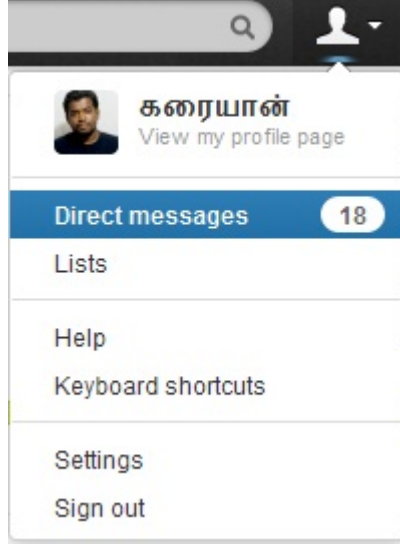 கரையான்
View my profile page
Direct messages 18
Lists
Help
Keyboard shortcuts
Settings
Sign out